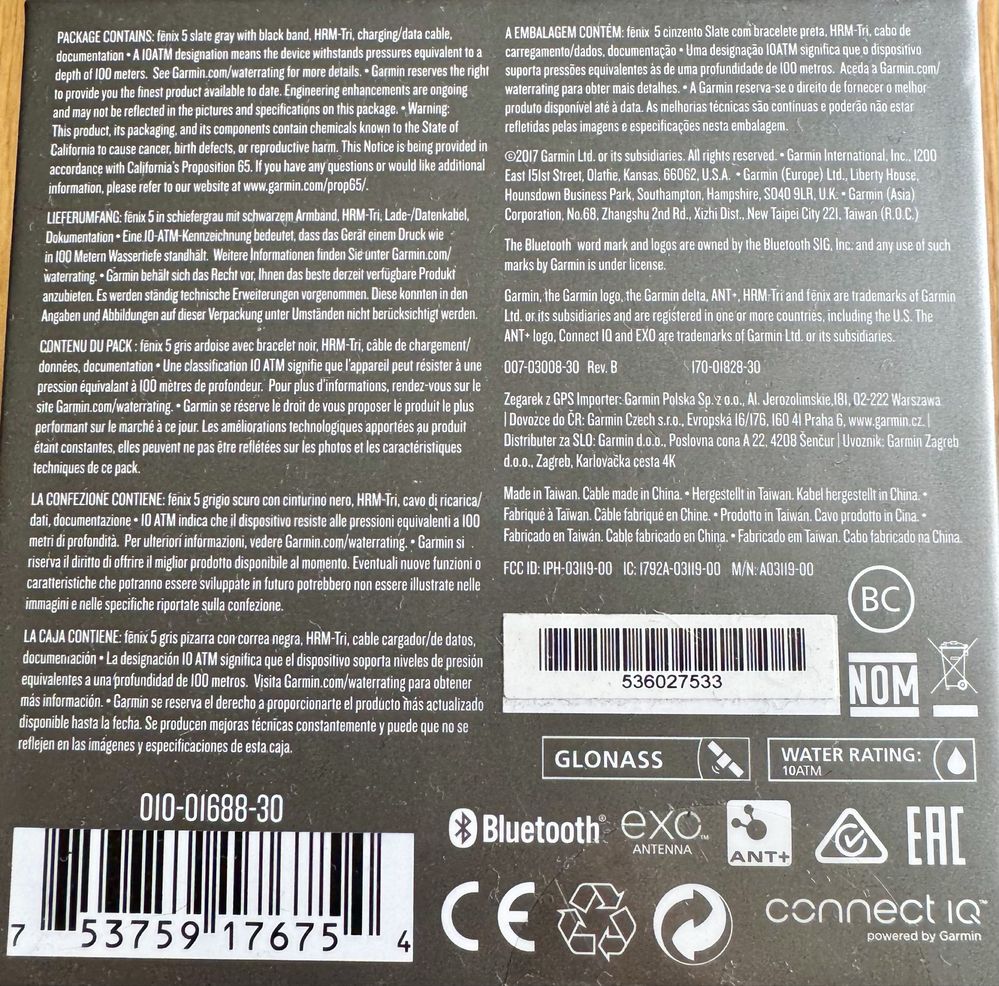 PACKAGE CONTAINS: fēnix 5 slate gray with black band, HRM-Tri, charging/data cable,
documentation • A 10ATM designation means the device withstands pressures equivalent to a
depth of 100 meters. See Garmin.com/waterrating for more details. • Garmin reserves the right
to provide you the finest product available to date. Engineering enhancements are ongoing
and may not be reflected in the pictures and specifications on this package. • Warning:
This product, its packaging, and its components contain chemicals known to the State of
California to cause cancer, birth defects, or reproductive harm. This Notice is being provided in
accordance with California's Proposition 65. If you have any questions or would like additional
information, please refer to our website at www.garmin.com/prop65/.
LIEFERUMFANG: fēnix 5 in schiefergrau mit schwarzem Armband, HRM-Tri, Lade-/Datenkabel,
Dokumentation • Eine 10-ATM-Kennzeichnung bedeutet, dass das Gerät einem Druck wie
in 100 Metern Wassertiefe standhält. Weitere Informationen finden Sie unter Garmin.com/
waterrating. • Garmin behält sich das Recht vor, Ihnen das beste derzeit verfügbare Produkt
anzubieten. Es werden ständig technische Erweiterungen vorgenommen. Diese konnten in den
Angaben und Abbildungen auf dieser Verpackung unter Umständen nicht berücksichtigt werden.
CONTENU DU PACK : fēnix 5 gris ardoise avec bracelet noir, HRM-Tri, câble de chargement/
données, documentation • Une classification 10 ATM signifie que l'appareil peut résister à une
pression équivalant à 100 mètres de profondeur. Pour plus d'informations, rendez-vous sur le
site Garmin.com/waterrating. • Garmin se réserve le droit de vous proposer le produit le plus
performant sur le marché à ce jour. Les améliorations technologiques apportées au produit
étant constantes, elles peuvent ne pas être reflétées sur les photos et les caractéristiques
techniques de ce pack.
LA CONFEZIONE CONTIENE: fēnix 5 grigio scuro con cinturino nero, HRM-Tri, cavo di ricarica/
dati, documentazione • 10 ATM indica che il dispositivo resiste alle pressioni equivalenti a 100
metri di profondità. Per ulteriori informazioni, vedere Garmin.com/waterrating. • Garmin si
riserva il diritto di offrire il miglior prodotto disponibile al momento. Eventuali nuove funzioni o
caratteristiche che potranno essere sviluppate in futuro potrebbero non essere illustrate nelle
immagini e nelle specifiche riportate sulla confezione.
LA CAJA CONTIENE: fēnix 5 gris pizarra con correa negra, HRM-Tri, cable cargador/de datos,
documentación • La designación 10 ATM significa que el dispositivo soporta niveles de presión
equivalentes a una profundidad de 100 metros. Visita Garmin.com/waterrating para obtener
más información. • Garmin se reserva el derecho a proporcionarte el producto más actualizado
disponible hasta la fecha. Se producen mejoras técnicas constantemente y puede que no se
reflejen en las imágenes y especificaciones de esta caja.
010-01688-30
7 53759 17675 4
A EMBALAGEM CONTÉM: fēnix 5 cinzento Slate com bracelete preta, HRM-Tri, cabo de
carregamento/dados, documentação • Uma designação 10ATM significa que o dispositivo
suporta pressões equivalentes às de uma profundidade de 100 metros. Aceda a Garmin.com/
waterrating para obter mais detalhes. • A Garmin reserva-se o direito de fornecer o melhor
produto disponível até à data. As melhorias técnicas são contínuas e poderão não estar
refletidas pelas imagens e especificações nesta embalagem.
©2017 Garmin Ltd. or its subsidiaries. All rights reserved. • Garmin International, Inc., 1200
East 151st Street, Olathe, Kansas, 66062, U.S.A. • Garmin (Europe) Ltd., Liberty House,
Hounsdown Business Park, Southampton, Hampshire, SO40 9LR, U.K. • Garmin (Asia)
Corporation, No.68, Zhangshu 2nd Rd., Xizhi Dist., New Taipei City 221, Taiwan (R.O.C.)
The Bluetooth® word mark and logos are owned by the Bluetooth SIG, Inc. and any use of such
marks by Garmin is under license.
Garmin, the Garmin logo, the Garmin delta, ANT+, HRM-Tri and fēnix are trademarks of Garmin
Ltd. or its subsidiaries and are registered in one or more countries, including the U.S. The
ANT+ logo, Connect IQ and EXO are trademarks of Garmin Ltd. or its subsidiaries.
007-03008-30 Rev. B 170-01828-30
Zegarek z GPS Importer: Garmin Polska Sp. z o.o., Al. Jerozolimskie,181, 02-222 Warszawa
| Dovozce do ČR: Garmin Czech s.r.o., Evropská 16/176, 160 41 Praha 6, www.garmin.cz. |
Distributer za SLO: Garmin d.o.o., Poslovna cona A 22, 4208 Šenčur | Uvoznik: Garmin Zagreb
d.o.o., Zagreb, Karlovačka cesta 4K
Made in Taiwan. Cable made in China. • Hergestellt in Taiwan. Kabel hergestellt in China. •
Fabriqué à Taïwan. Câble fabriqué en Chine. • Prodotto in Taiwan. Cavo prodotto in Cina. •
Fabricado en Taiwán. Cable fabricado en China. • Fabricado em Taiwan. Cabo fabricado na China.
FCC ID: IPH-03119-00 IC: 1792A-03119-00 M/N: A03119-00
BC
536027533
NOM
GLONASS
WATER RATING:
10ATM
Bluetooth®
exo™
ANTENNA
ANT+
EAC
CE
connect IQ™
powered by Garmin